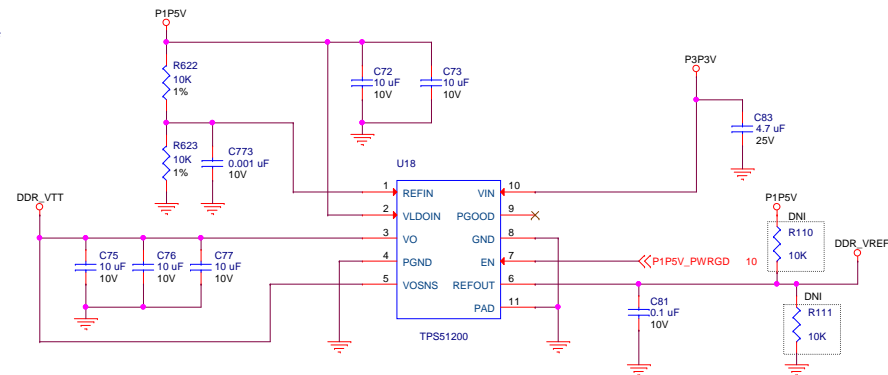 P1P5V
R622
10K
1%
C72
10 uF
10V
C73
10 uF
10V
P3P3V
C83
4.7 uF
25V
R623
10K
1%
C773
0.001 uF
10V
U18
DDR_VTT
1
REFIN
VIN
10
2
VLDOIN
PGOOD
9
3
VO
GND
8
4
PGND
EN
7
5
VOSNS
REFOUT
6
PAD
11
TPS51200
C75
10 uF
10V
C76
10 uF
10V
C77
10 uF
10V
P1P5V_PWRGD 10
P1P5V
DNI
R110
10K
DDR_VREF
C81
0.1 uF
10V
DNI
R111
10K